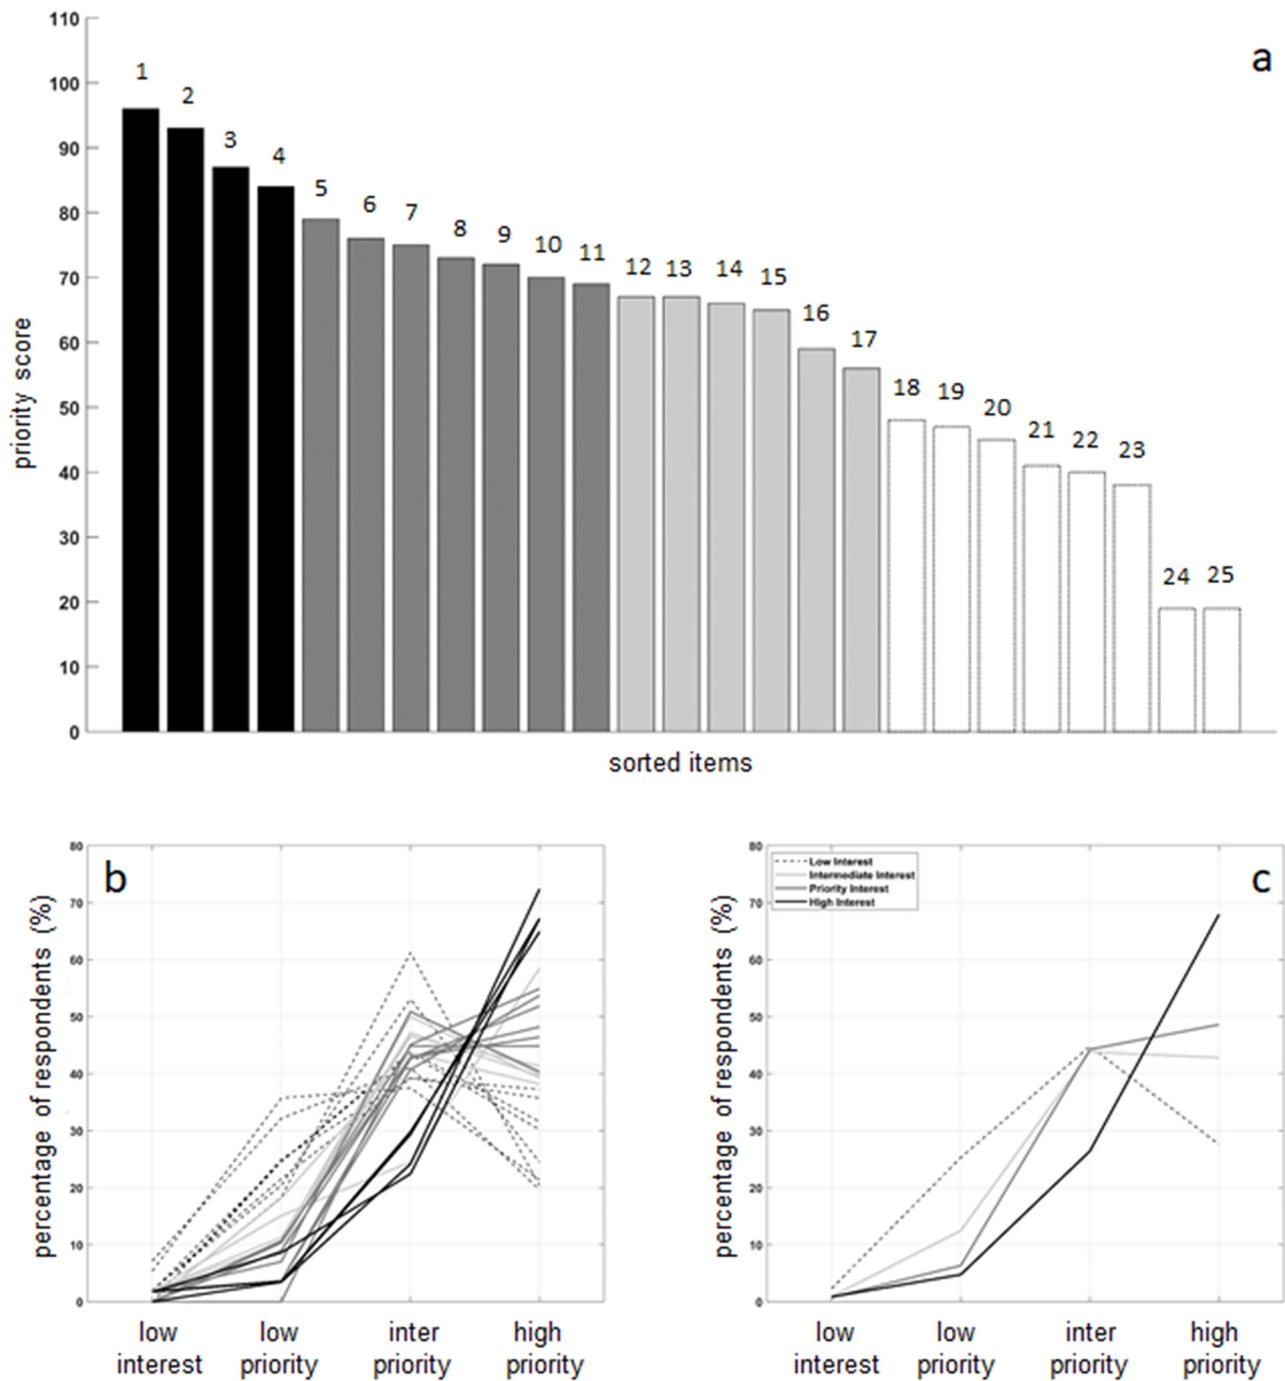 a
110
100
90
80
70
60
50
40
30
20
10
0
priority score
1
2
3
4
5
6
7
8
9
10
11
12
13
14
15
16
17
18
19
20
21
22
23
24
25
sorted items
b
80
70
60
50
40
30
20
10
0
percentage of respondents (%)
low interest
low priority
inter priority
high priority
c
80
70
60
50
40
30
20
10
0
percentage of respondents (%)
Low Interest
Intermediate Interest
Priority Interest
High Interest
low interest
low priority
inter priority
high priority